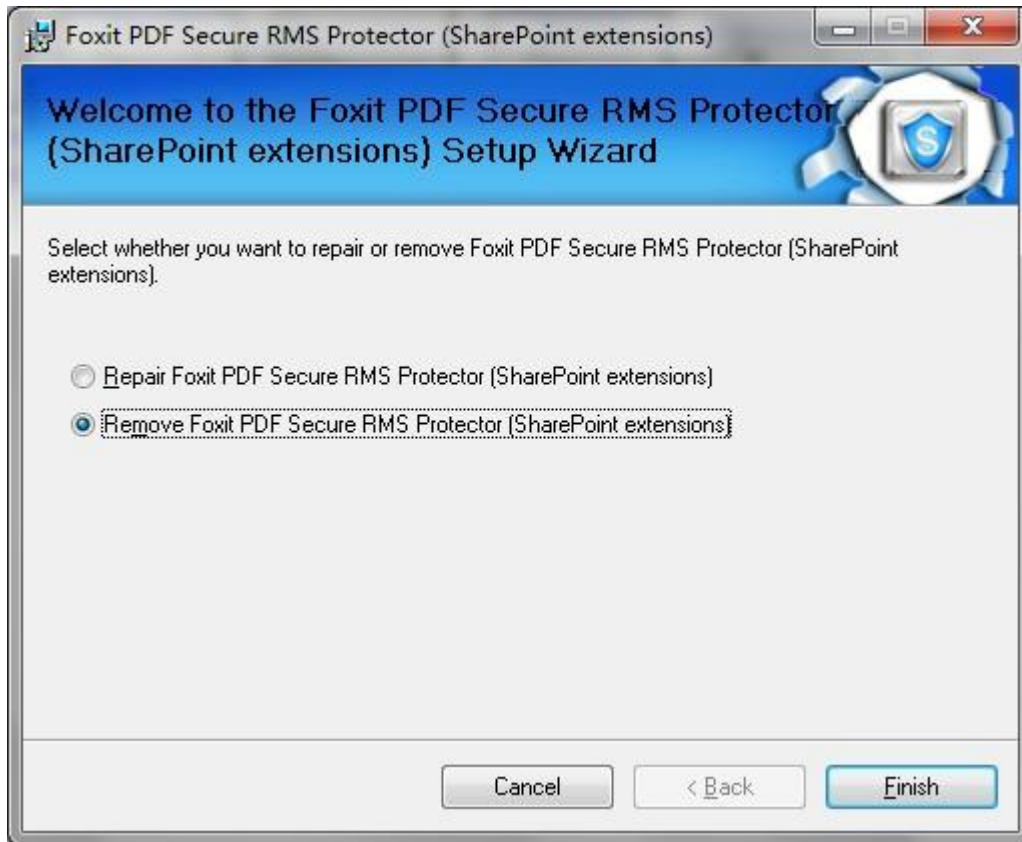 Foxit PDF Secure RMS Protector (SharePoint extensions)
Welcome to the Foxit PDF Secure RMS Protector
(SharePoint extensions) Setup Wizard
S
Select whether you want to repair or remove Foxit PDF Secure RMS Protector (SharePoint
extensions).
Repair Foxit PDF Secure RMS Protector (SharePoint extensions)
Remove Foxit PDF Secure RMS Protector (SharePoint extensions)
Cancel
< Back
Finish